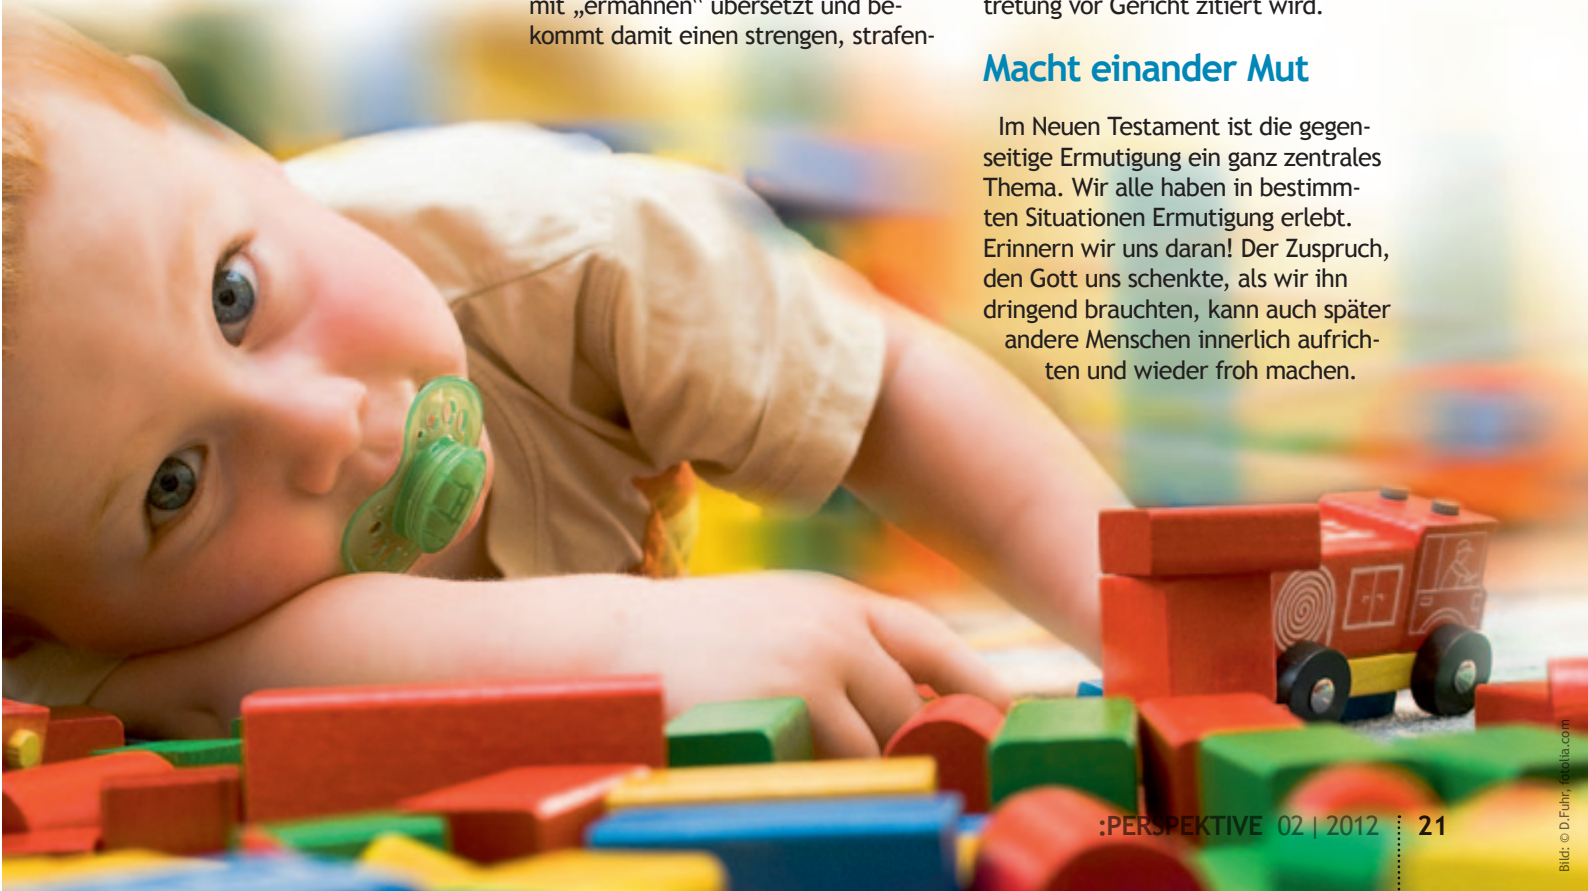 mit „ermahnen“ übersetzt und be-
kommt damit einen strengen, strafen-
tretung vor Gericht zitiert wird.
Macht einander Mut
Im Neuen Testament ist die gegen-
seitige Ermutigung ein ganz zentrales
Thema. Wir alle haben in bestimm-
ten Situationen Ermutigung erlebt.
Erinnern wir uns daran! Der Zuspruch,
den Gott uns schenkte, als wir ihn
dringend brauchten, kann auch später
andere Menschen innerlich aufrich-
ten und wieder froh machen.
:PERSPEKTIVE 02 | 2012 21
Bild: © D.Fuhr, fotolia.com